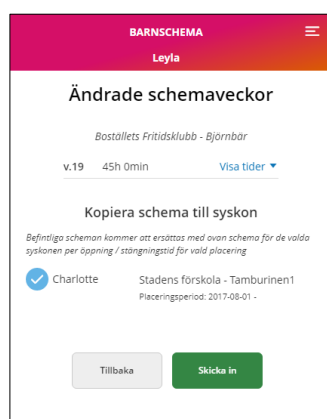 BARNSCHEMA
Leyla
Ändrade schemaveckor
Boställets Fritidsklubb - Björnbär
v.19 45h 0min Visa tider
Kopiera schema till syskon
Befintliga scheman kommer att ersättas med ovan schema för de valda
syskonen per öppning / stängningstid för vald placering
Charlotte Stadens förskola - Tamburinen1
Placeringsperiod: 2017-08-01 -
Tillbaka Skicka in